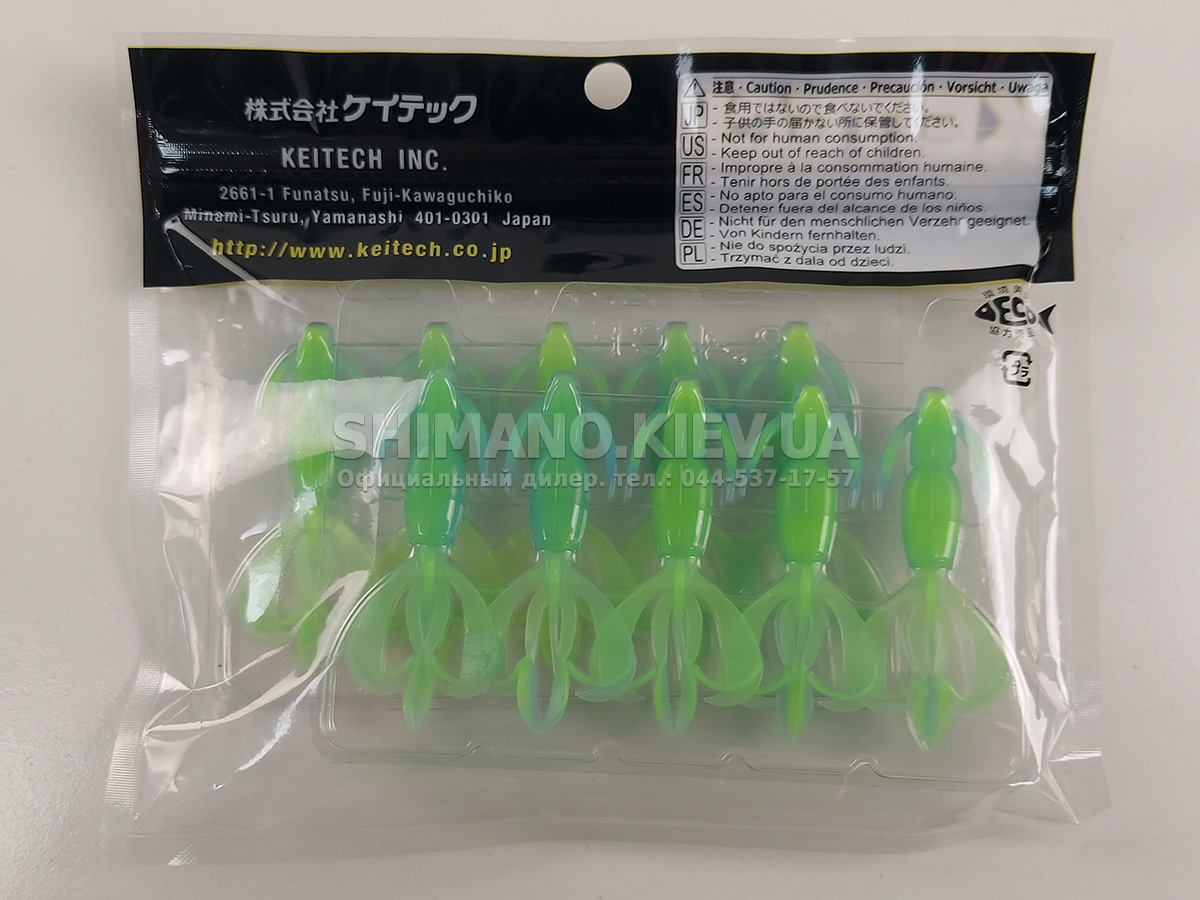 株式会社ケイテック
KEITECH INC.
2661-1 Funatsu, Fuji-Kawaguchiko
Minami-Tsuru, Yamanashi 401-0301 Japan
http://www.keitech.co.jp
注意・Caution・Prudence・Precaución・Vorsicht・Uwaga
JP - 食用ではないので食べないでください。
- 子供の手の届かない所に保管してください。
US - Not for human consumption.
- Keep out of reach of children.
FR - Impropre à la consommation humaine.
- Tenir hors de portée des enfants.
ES - No apto para el consumo humano.
- Detener fuera del alcance de los niños.
DE - Nicht für den menschlichen Verzehr geeignet.
- Von Kindern fernhalten.
PL - Nie do spożycia przez ludzi.
- Trzymać z dala od dzieci.
プラ
SHIMANO.KIEV.UA
Официальный дилер. тел.: 044-537-17-57